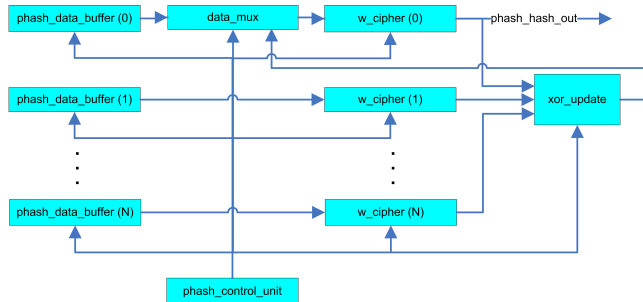 phash_data_buffer (0)
data_mux
w_cipher (0)
phash_hash_out
phash_data_buffer (1)
w_cipher (1)
xor_update
phash_data_buffer (N)
w_cipher (N)
phash_control_unit